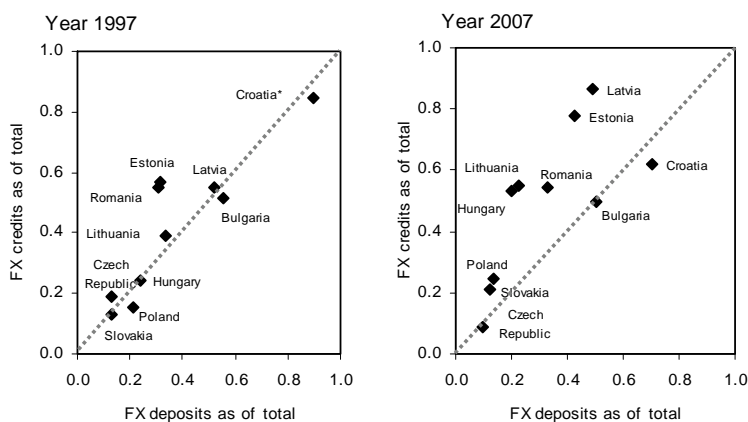 Year 1997
1.0
0.8
0.6
0.4
0.2
0.0
0.0
0.2
0.4
0.6
0.8
1.0
FX credits as of total
FX deposits as of total
Croatia*
Estonia
Latvia
Romania
Bulgaria
Lithuania
Czech
Republic
Hungary
Poland
Slovakia
Year 2007
1.0
0.8
0.6
0.4
0.2
0.0
0.0
0.2
0.4
0.6
0.8
1.0
FX credits as of total
FX deposits as of total
Latvia
Estonia
Lithuania
Romania
Croatia
Hungary
Bulgaria
Poland
Slovakia
Czech
Republic